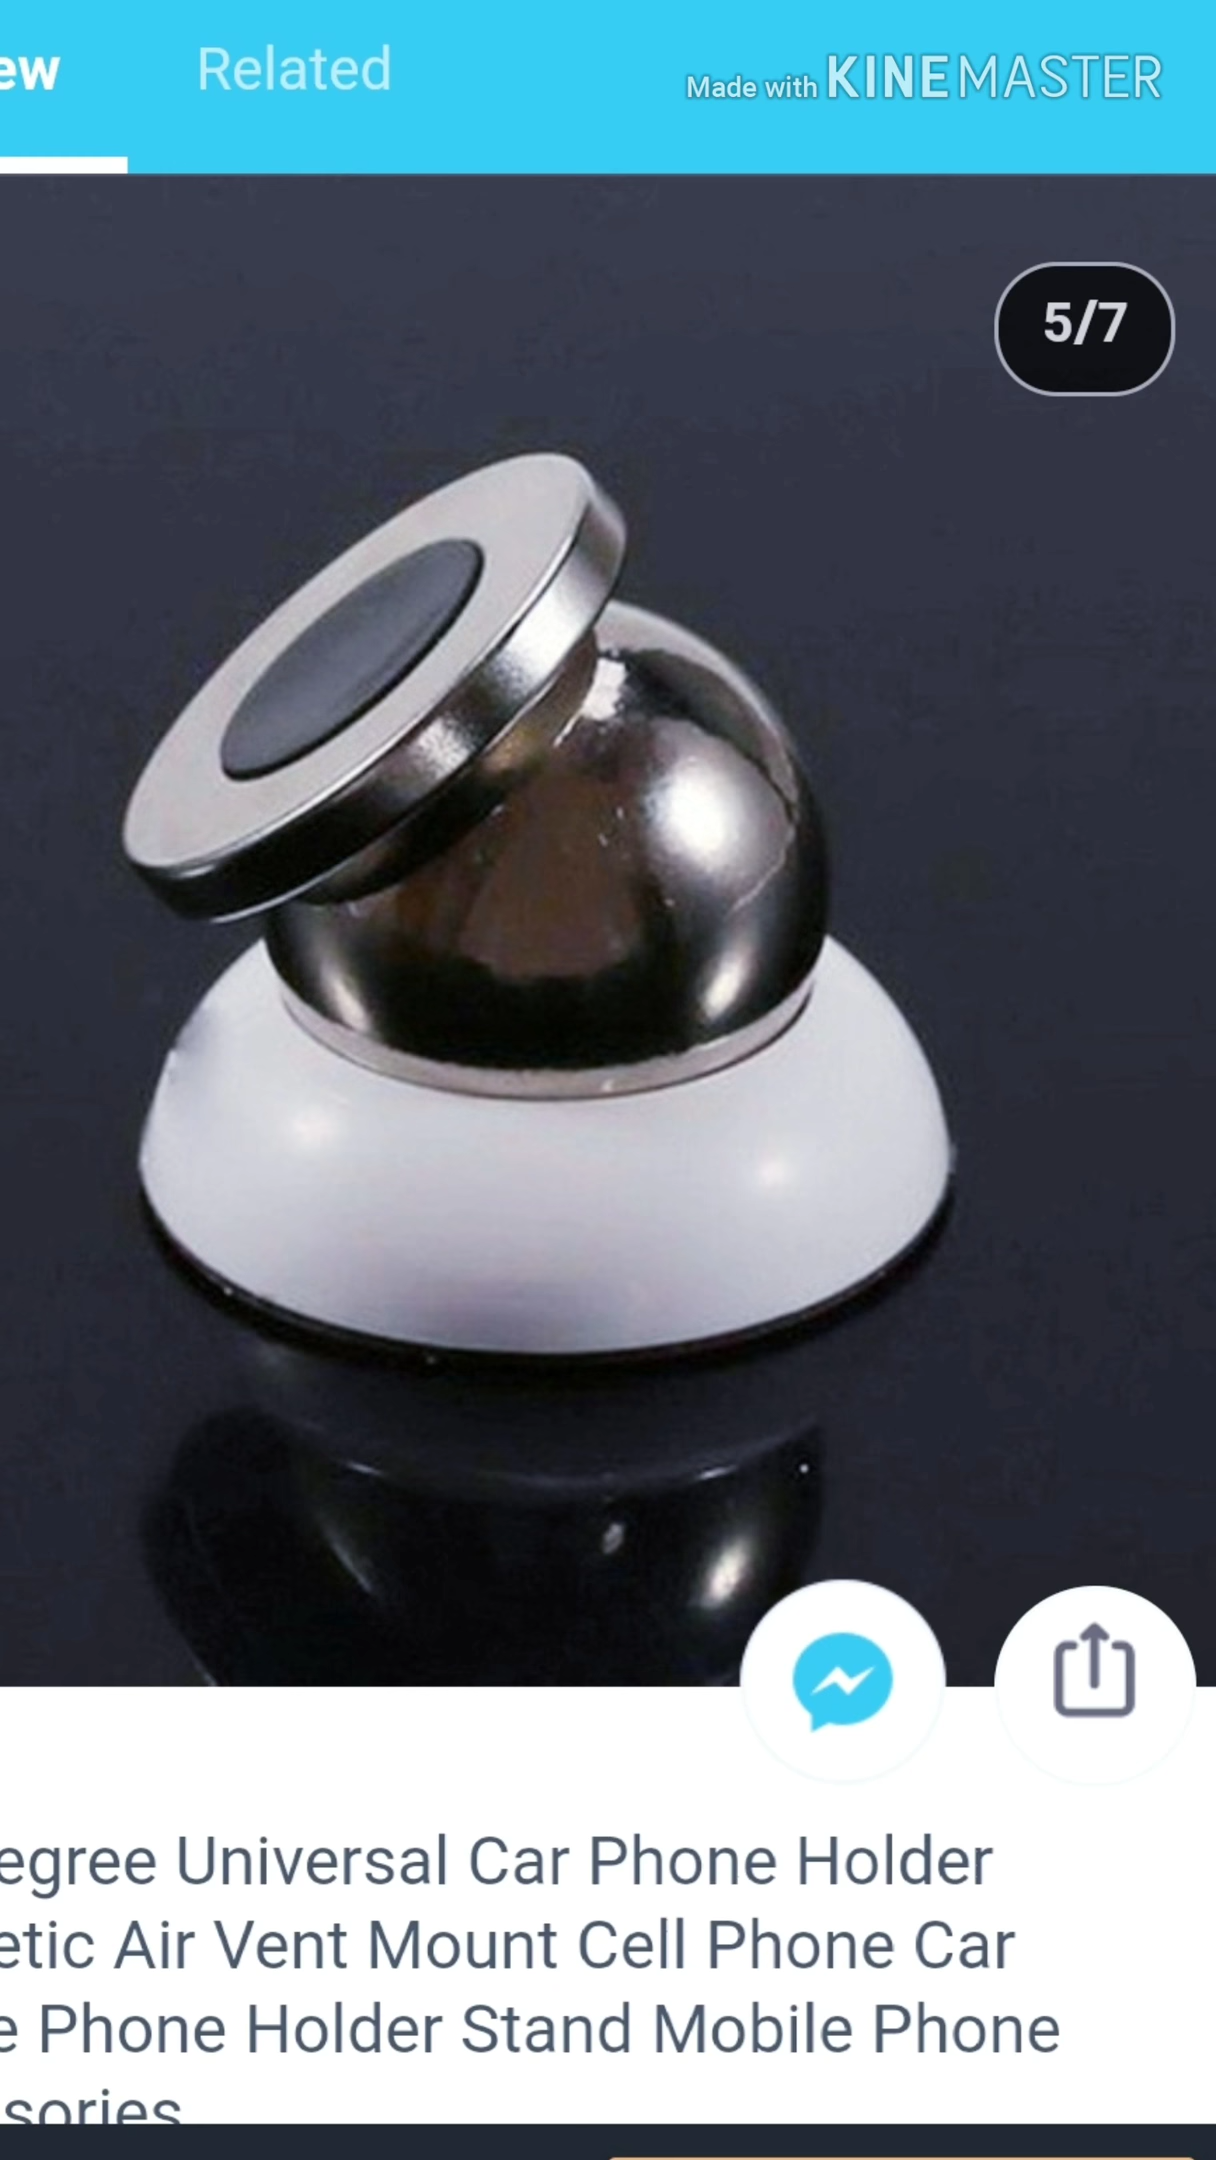 ew Related
Made with KINEMASTER
5/7
egree Universal Car Phone Holder
etic Air Vent Mount Cell Phone Car
e Phone Holder Stand Mobile Phone
sories